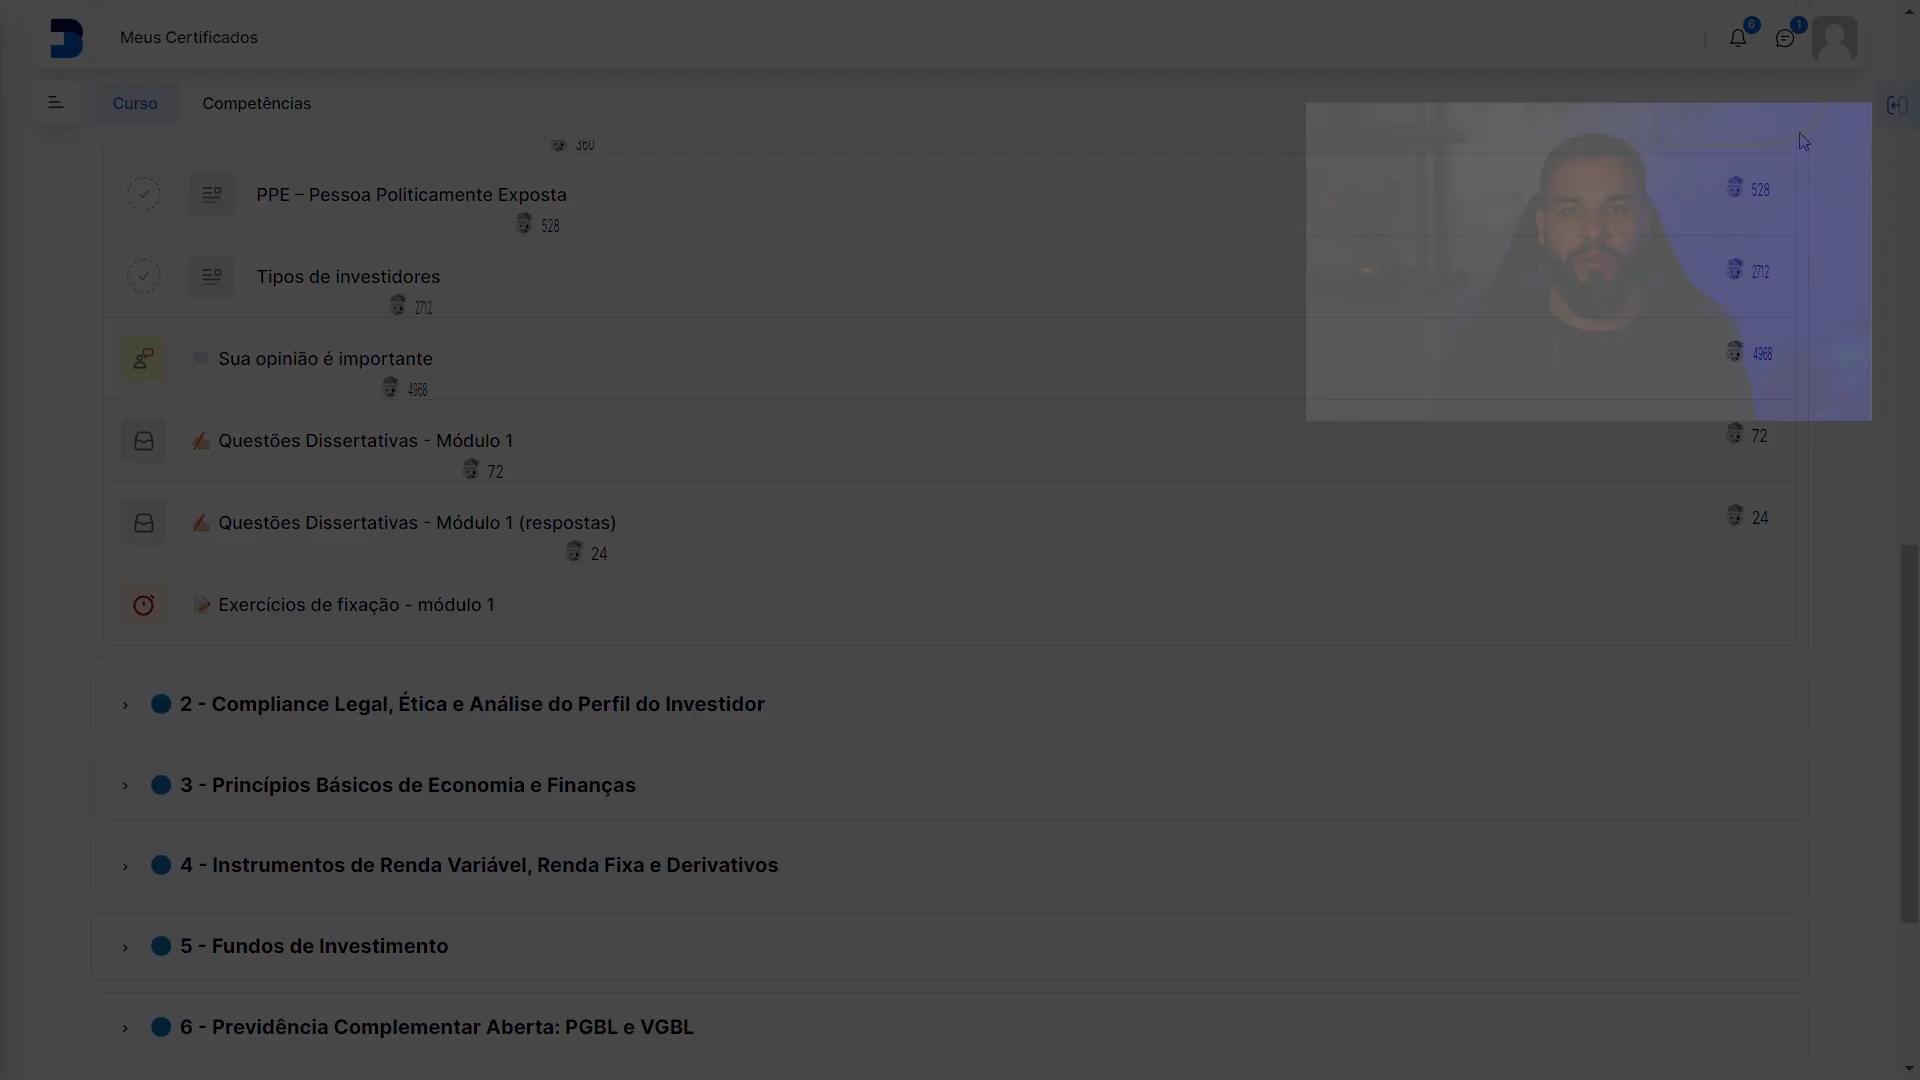 Meus Certificados
6
1
Curso
Competências
360
PPE – Pessoa Politicamente Exposta
528
528
Tipos de investidores
2712
2712
Sua opinião é importante
4968
4968
Questões Dissertativas - Módulo 1
72
72
Questões Dissertativas - Módulo 1 (respostas)
24
24
Exercícios de fixação - módulo 1
2 - Compliance Legal, Ética e Análise do Perfil do Investidor
3 - Princípios Básicos de Economia e Finanças
4 - Instrumentos de Renda Variável, Renda Fixa e Derivativos
5 - Fundos de Investimento
6 - Previdência Complementar Aberta: PGBL e VGBL